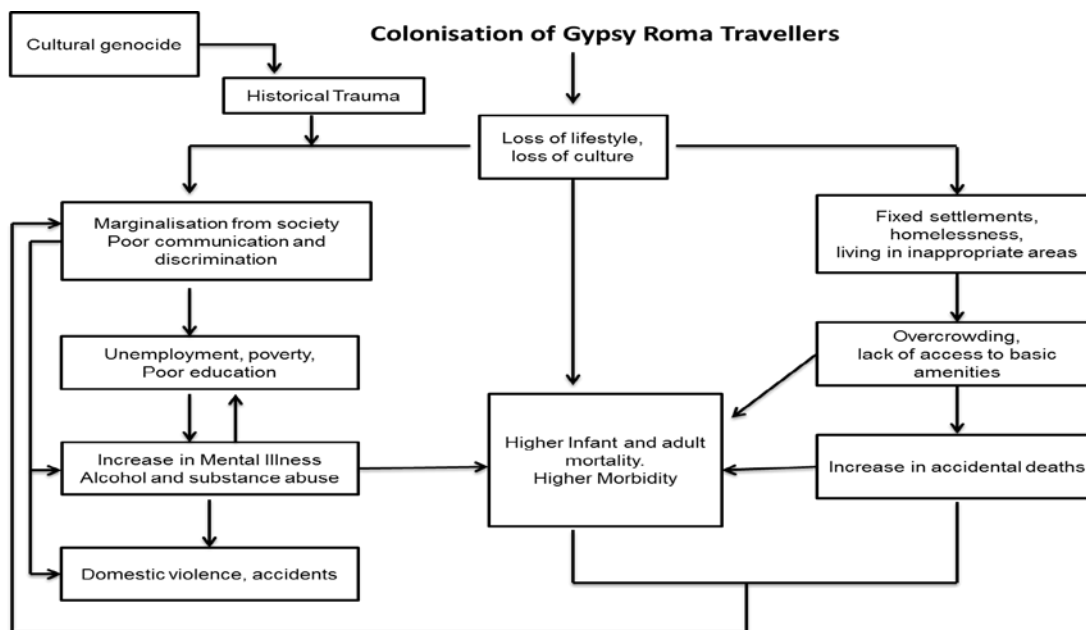 Colonisation of Gypsy Roma Travellers
Cultural genocide
Historical Trauma
Loss of lifestyle,
loss of culture
Marginalisation from society
Poor communication and
discrimination
Fixed settlements,
homelessness,
living in inappropriate areas
Unemployment, poverty,
Poor education
Overcrowding,
lack of access to basic
amenities
Increase in Mental Illness
Alcohol and substance abuse
Higher Infant and adult
mortality.
Higher Morbidity
Increase in accidental deaths
Domestic violence, accidents